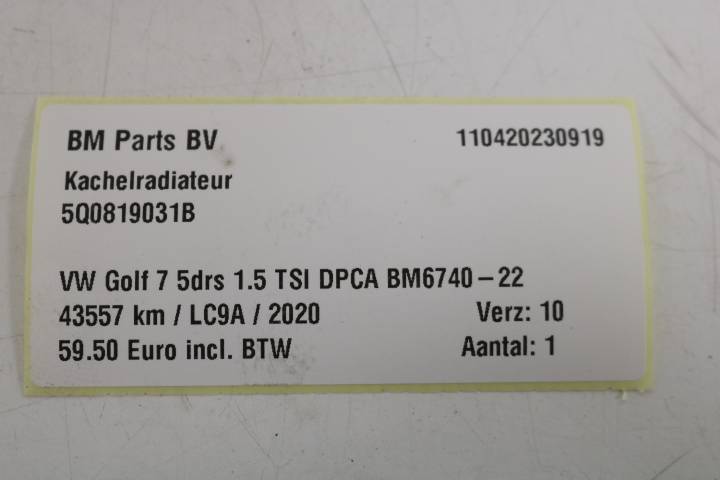 BM Parts BV 110420230919
Kachelradiateur
5Q0819031B
VW Golf 7 5drs 1.5 TSI DPCA BM6740-22
43557 km / LC9A / 2020 Verz: 10
59.50 Euro incl. BTW Aantal: 1